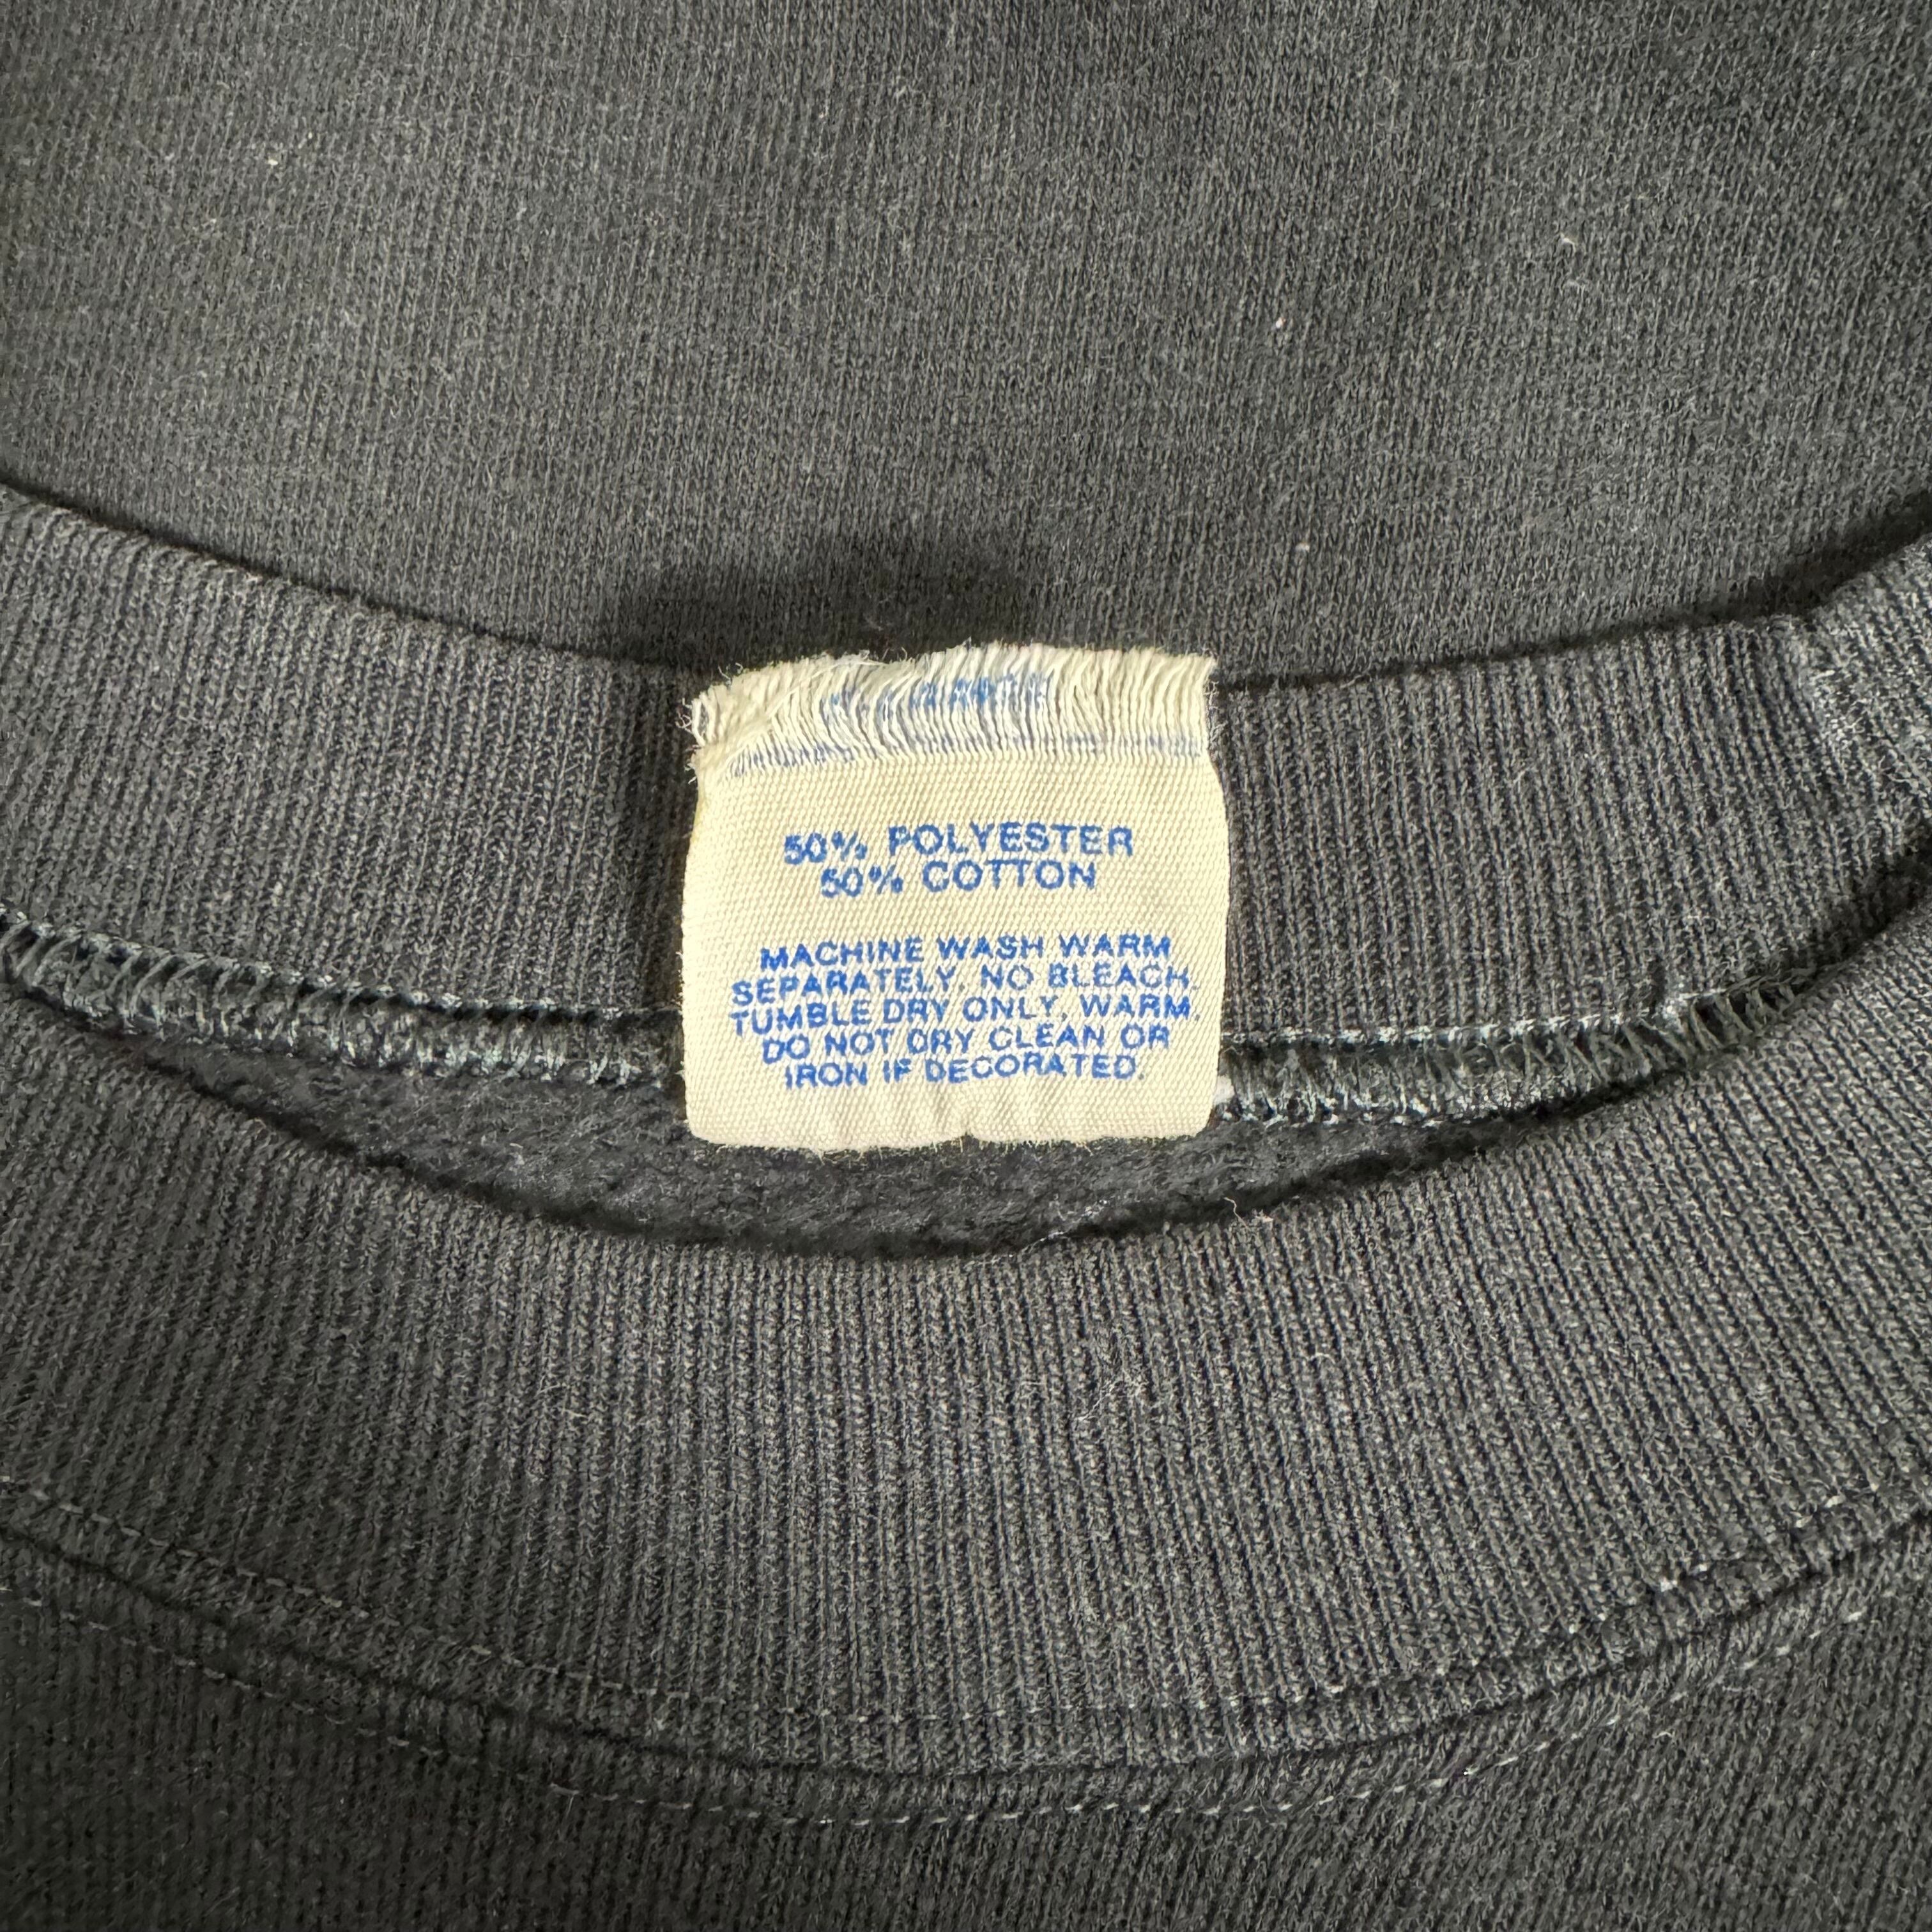 50% POLYESTER
50% COTTON
MACHINE WASH WARM
SEPARATELY, NO BLEACH,
TUMBLE DRY ONLY, WARM.
DO NOT DRY CLEAN OR
IRON IF DECORATED.